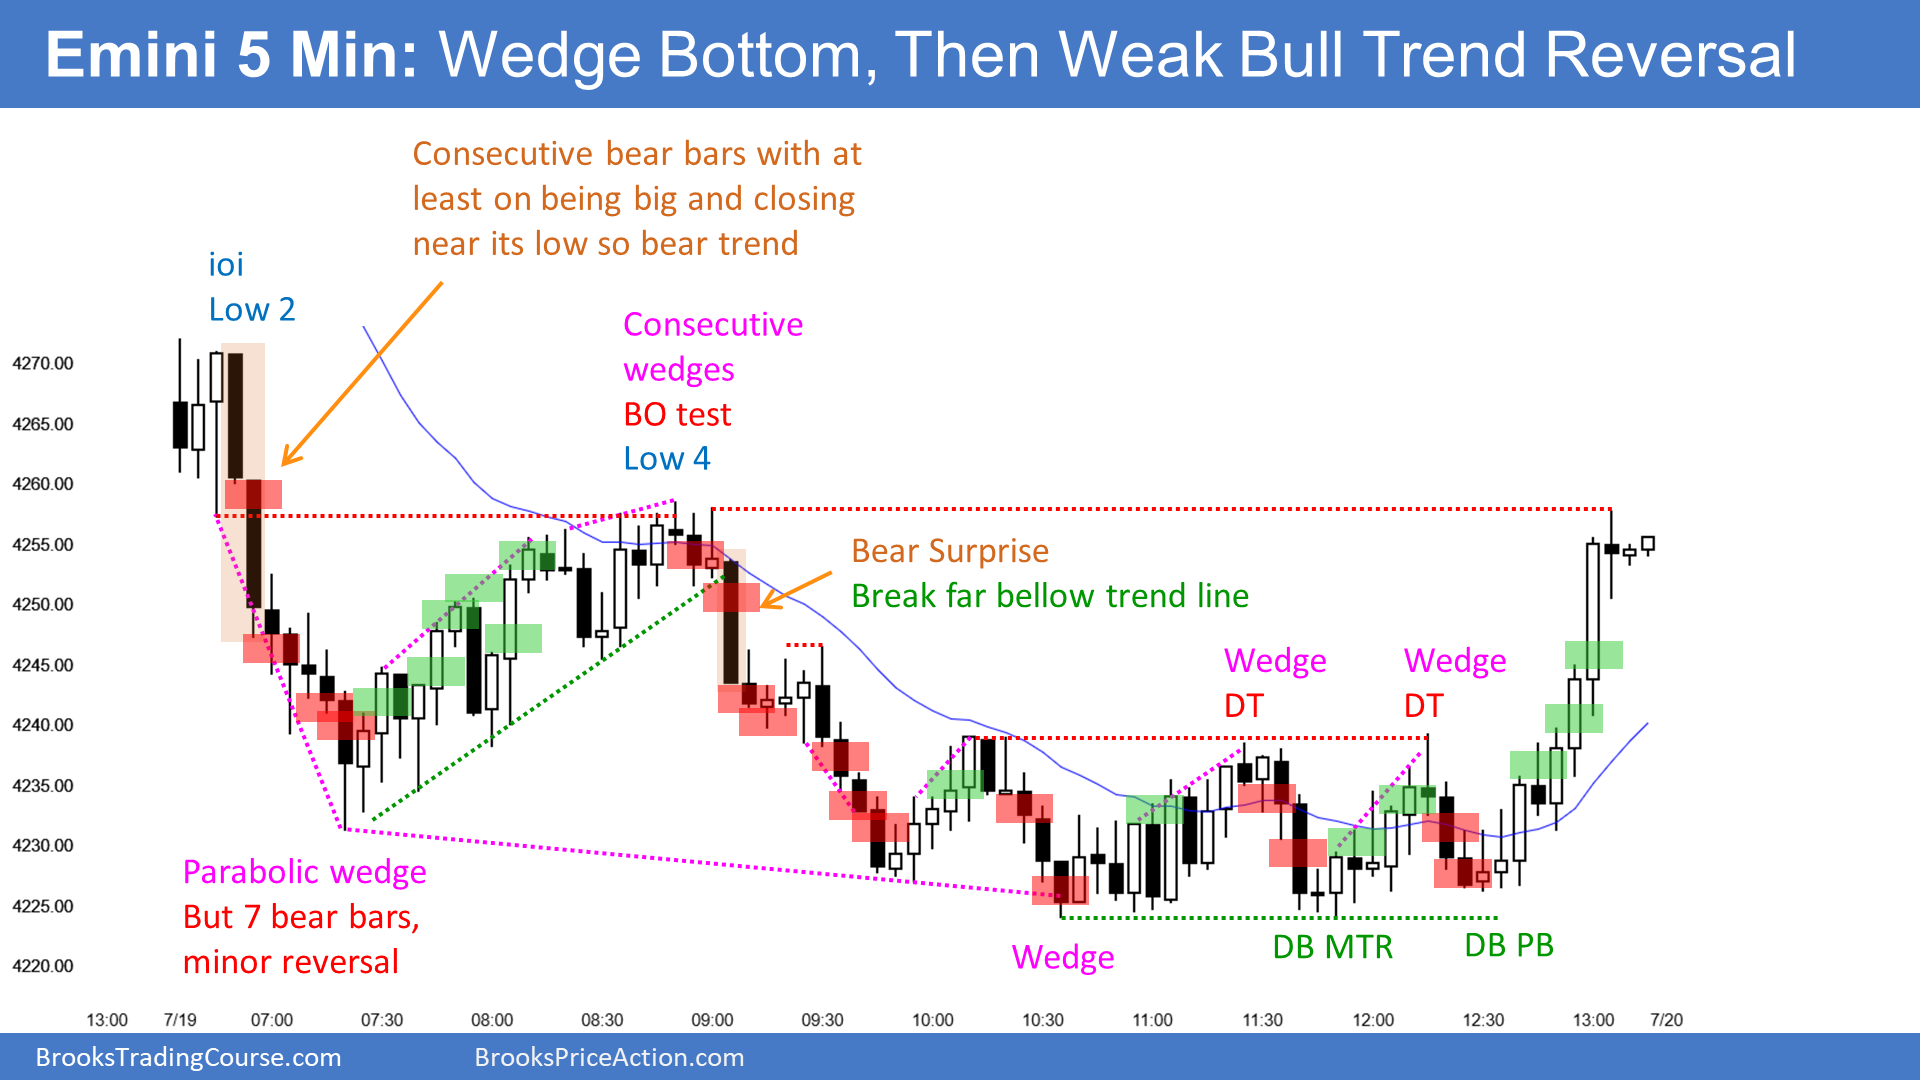 Emini 5 Min: Wedge Bottom, Then Weak Bull Trend Reversal
Consecutive bear bars with at
least on being big and closing
near its low so bear trend
ioi
Low 2
Consecutive
wedges
BO test
Low 4
Bear Surprise
Break far bellow trend line
Wedge
DT
Wedge
DT
Parabolic wedge
But 7 bear bars,
minor reversal
Wedge
DB MTR
DB PB
4270.00
4265.00
4260.00
4255.00
4250.00
4245.00
4240.00
4235.00
4230.00
4225.00
4220.00
13:00 7/19 07:00 07:30 08:00 08:30 09:00 09:30 10:00 10:30 11:00 11:30 12:00 12:30 13:00 7/20
BrooksTradingCourse.com
BrooksPriceAction.com